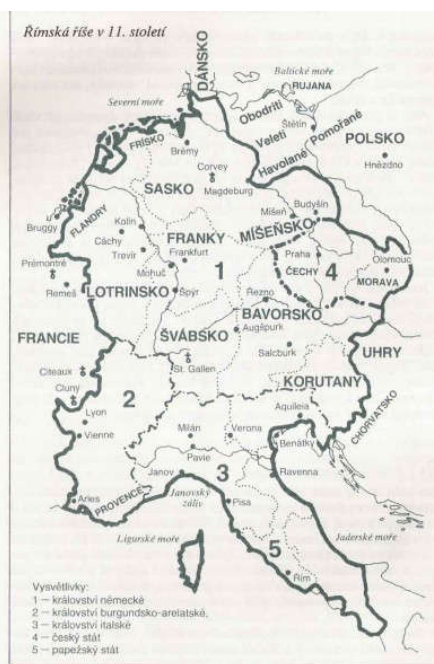 Římská říše v 11. století
DÁNSKO
Baltické moře
RUJANA
Severní moře
Obodriti
Štětín
Veleti
Pomořané
FRÍSKO
Havolané
POLSKO
Brémy
Hnězdno
Corvey
SASKO
Magdeburg
Budyšín
Míšeň
Bruggy
FLANDRY
Kolín
MÍŠEŇSKO
Cáchy
FRANKY
Praha
Olomouc
Prémontré
Trevír
Frankfurt
1
ČECHY
4
Mohuč
MORAVA
Remeš
LOTRINSKO
Špýr
Řezno
BAVORSKO
FRANCIE
ŠVÁBSKO
Augšpurk
UHRY
Citeaux
St. Gallen
Salcburk
Cluny
2
KORUTANY
Lyon
Aquileia
CHORVATSKO
Vienne
Milán
Verona
Benátky
Pavie
Janov
3
Ravenna
Arles
PROVENCE
Janovský
záliv
Pisa
Ligurské moře
Jaderské moře
5
Řím
Vysvětlivky:
1 — království německé
2 — království burgundsko-arelatské,
3 — království italské
4 — český stát
5 — papežský stát